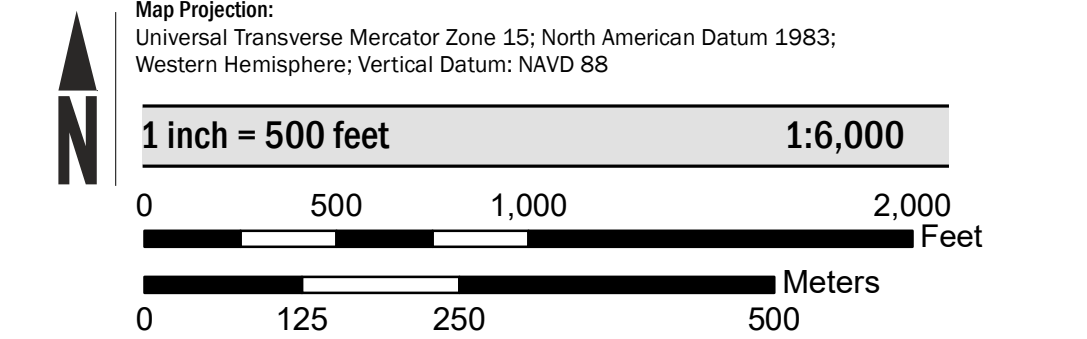 Map Projection:
Universal Transverse Mercator Zone 15; North American Datum 1983;
Western Hemisphere; Vertical Datum: NAVD 88
N
1 inch = 500 feet 1:6,000
0 500 1,000 2,000
Feet
Meters
0 125 250 500